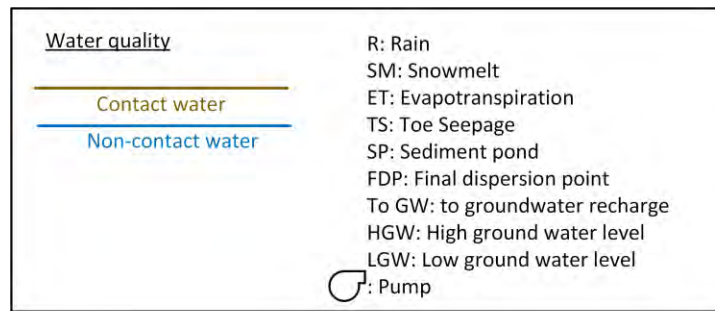 Water quality
Contact water
Non-contact water
R: Rain
SM: Snowmelt
ET: Evapotranspiration
TS: Toe Seepage
SP: Sediment pond
FDP: Final dispersion point
To GW: to groundwater recharge
HGW: High ground water level
LGW: Low ground water level
: Pump